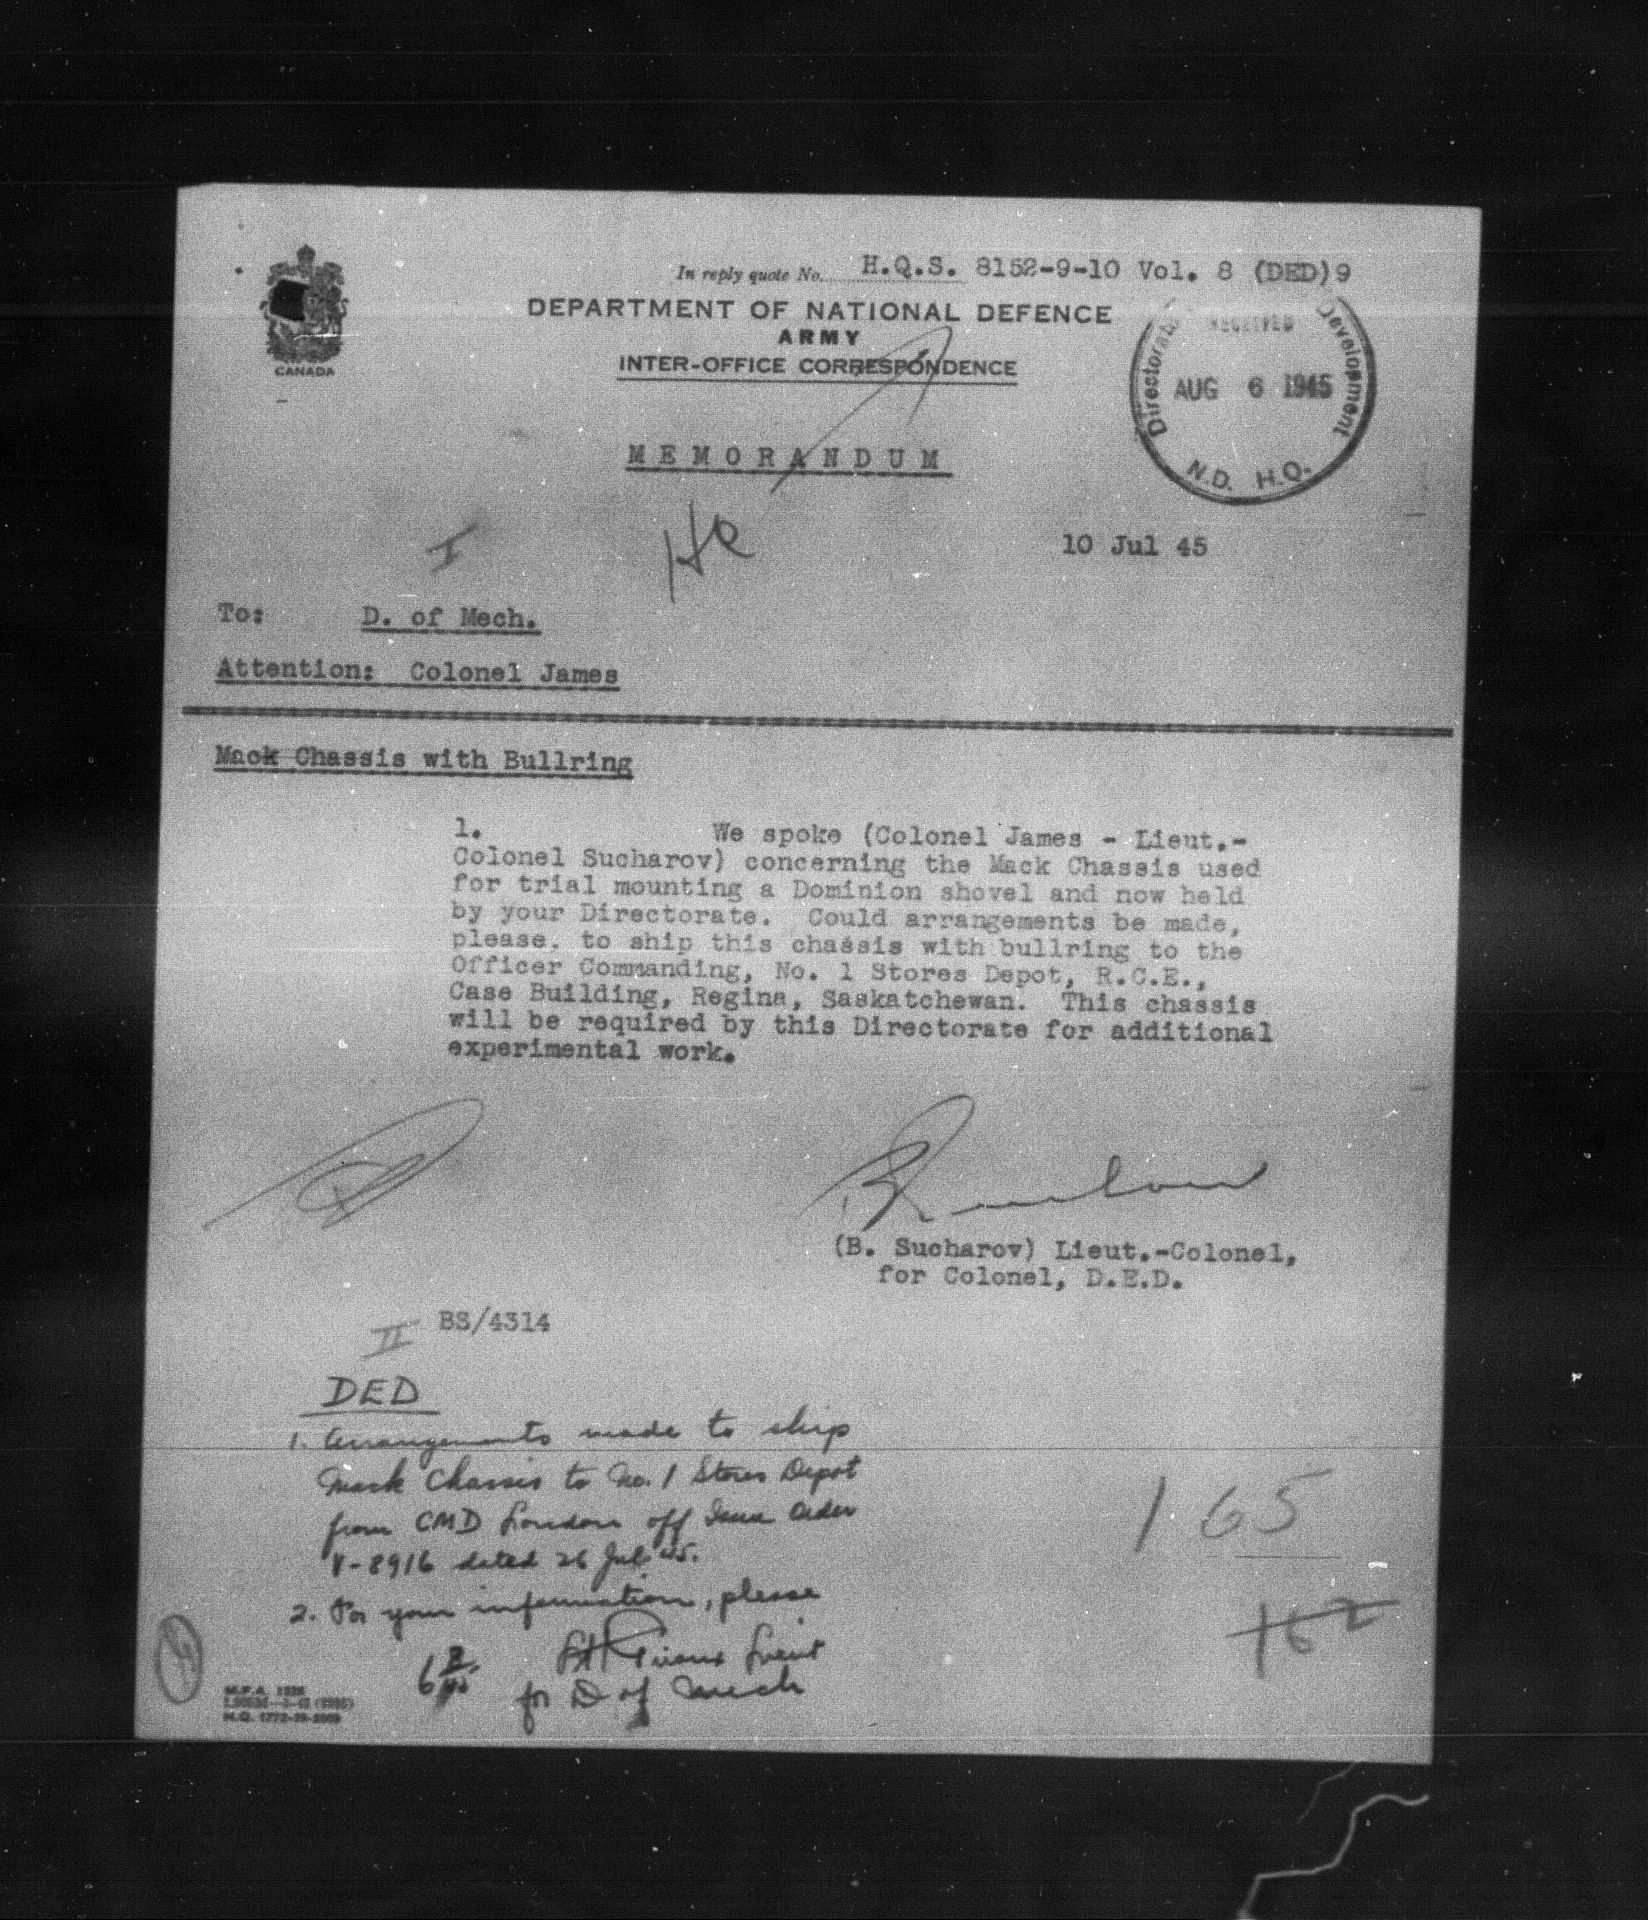 In reply quote No. H.Q.S. 8152-9-10 Vol. 8 (DED)9
CANADA
DEPARTMENT OF NATIONAL DEFENCE
ARMY
INTER-OFFICE CORRESPONDENCE
Directorate Development
RECEIVED
AUG 6 1945
N.D. H.Q.
MEMORANDUM
I
10 Jul 45
To: D. of Mech.
Attention: Colonel James
Mack Chassis with Bullring
1. We spoke (Colonel James - Lieut.-
Colonel Sucharov) concerning the Mack Chassis used
for trial mounting a Dominion shovel and now held
by your Directorate. Could arrangements be made,
please, to ship this chassis with bullring to the
Officer Commanding, No. 1 Stores Depot, R.C.E.,
Case Building, Regina, Saskatchewan. This chassis
will be required by this Directorate for additional
experimental work.
(B. Sucharov) Lieut.-Colonel,
for Colonel, D.E.D.
BS/4314
II
DED
1. Arrangements made to ship
Mack Chassis to No. 1 Stores Depot
from CMD London off Issue Order
V-8916 dated 26 Jul 45.
2. For your information, please
Lieut
for D of Mech
165
162
M.F.A.
H.Q. 1772-39-